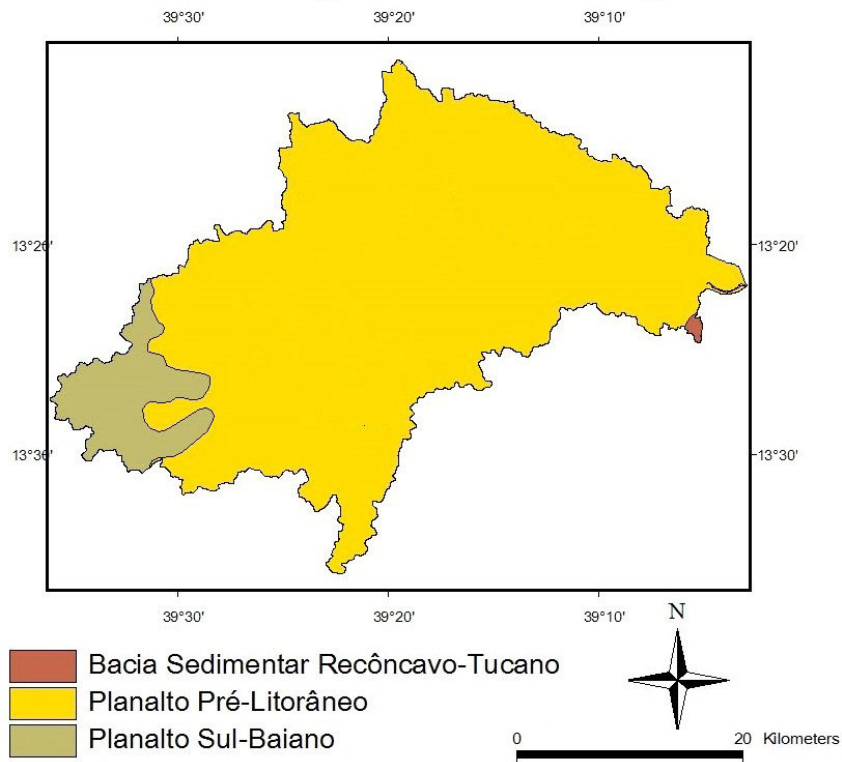 39°30' 39°20' 39°10'
13°20' 13°20'
13°30' 13°30'
39°30' 39°20' 39°10'
N
Bacia Sedimentar Recôncavo-Tucano
Planalto Pré-Litorâneo
Planalto Sul-Baiano
0 20 Kilometers